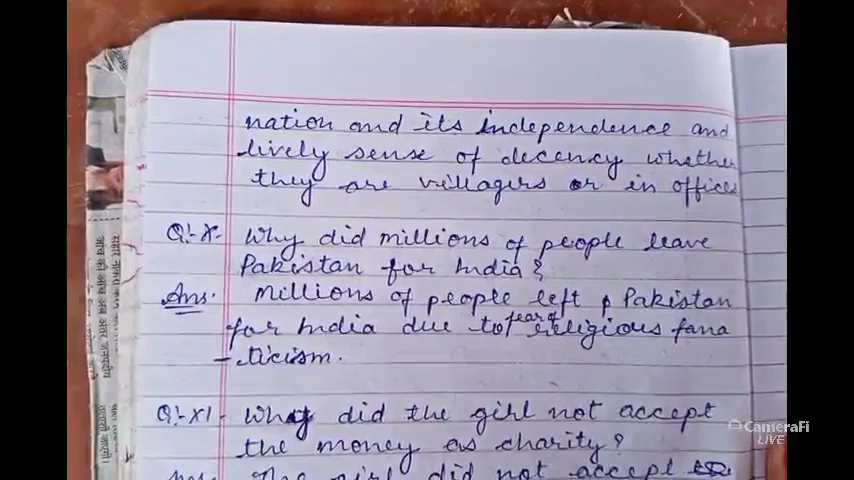 nation and its independence and
lively sense of decency whether
they are villagers or in offices
Q:-X- Why did millions of people leave
Pakistan for India?
Ans. Millions of people left Pakistan
for India due to fear of religious fana
-ticism.
Q:-XI- Why did the girl not accept
the money as charity?
Ans. The girl did not accept
CameraFi
LIVE